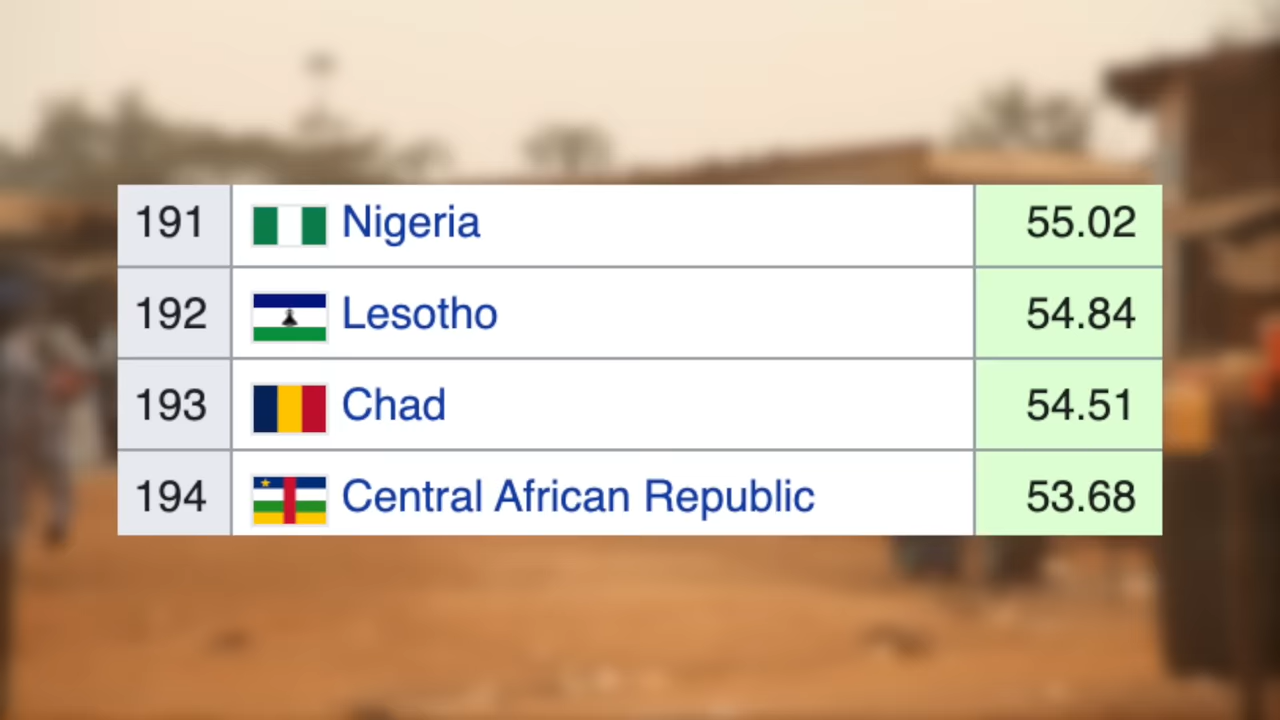 191 Nigeria 55.02
192 Lesotho 54.84
193 Chad 54.51
194 Central African Republic 53.68